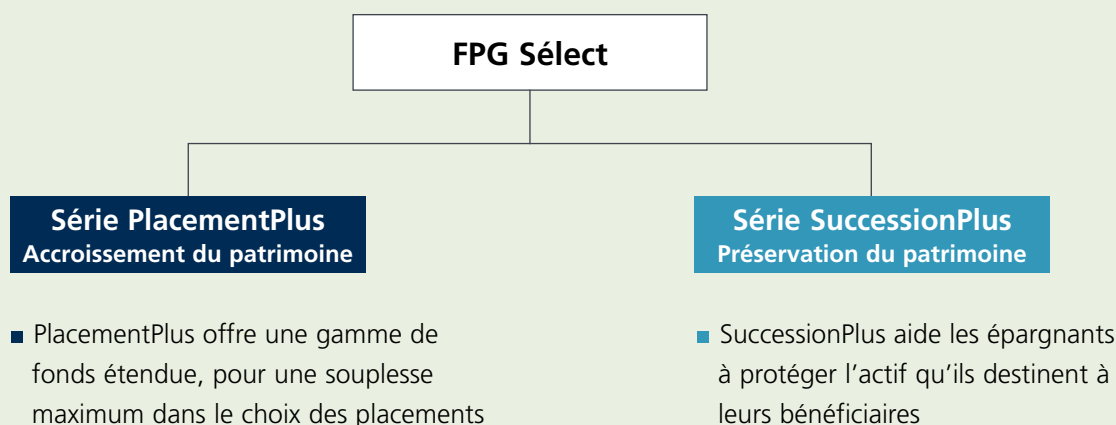 FPG Sélect
Série PlacementPlus
Accroissement du patrimoine
■ PlacementPlus offre une gamme de
fonds étendue, pour une souplesse
maximum dans le choix des placements
Série SuccessionPlus
Préservation du patrimoine
■ SuccessionPlus aide les épargnants
à protéger l’actif qu’ils destinent à
leurs bénéficiaires